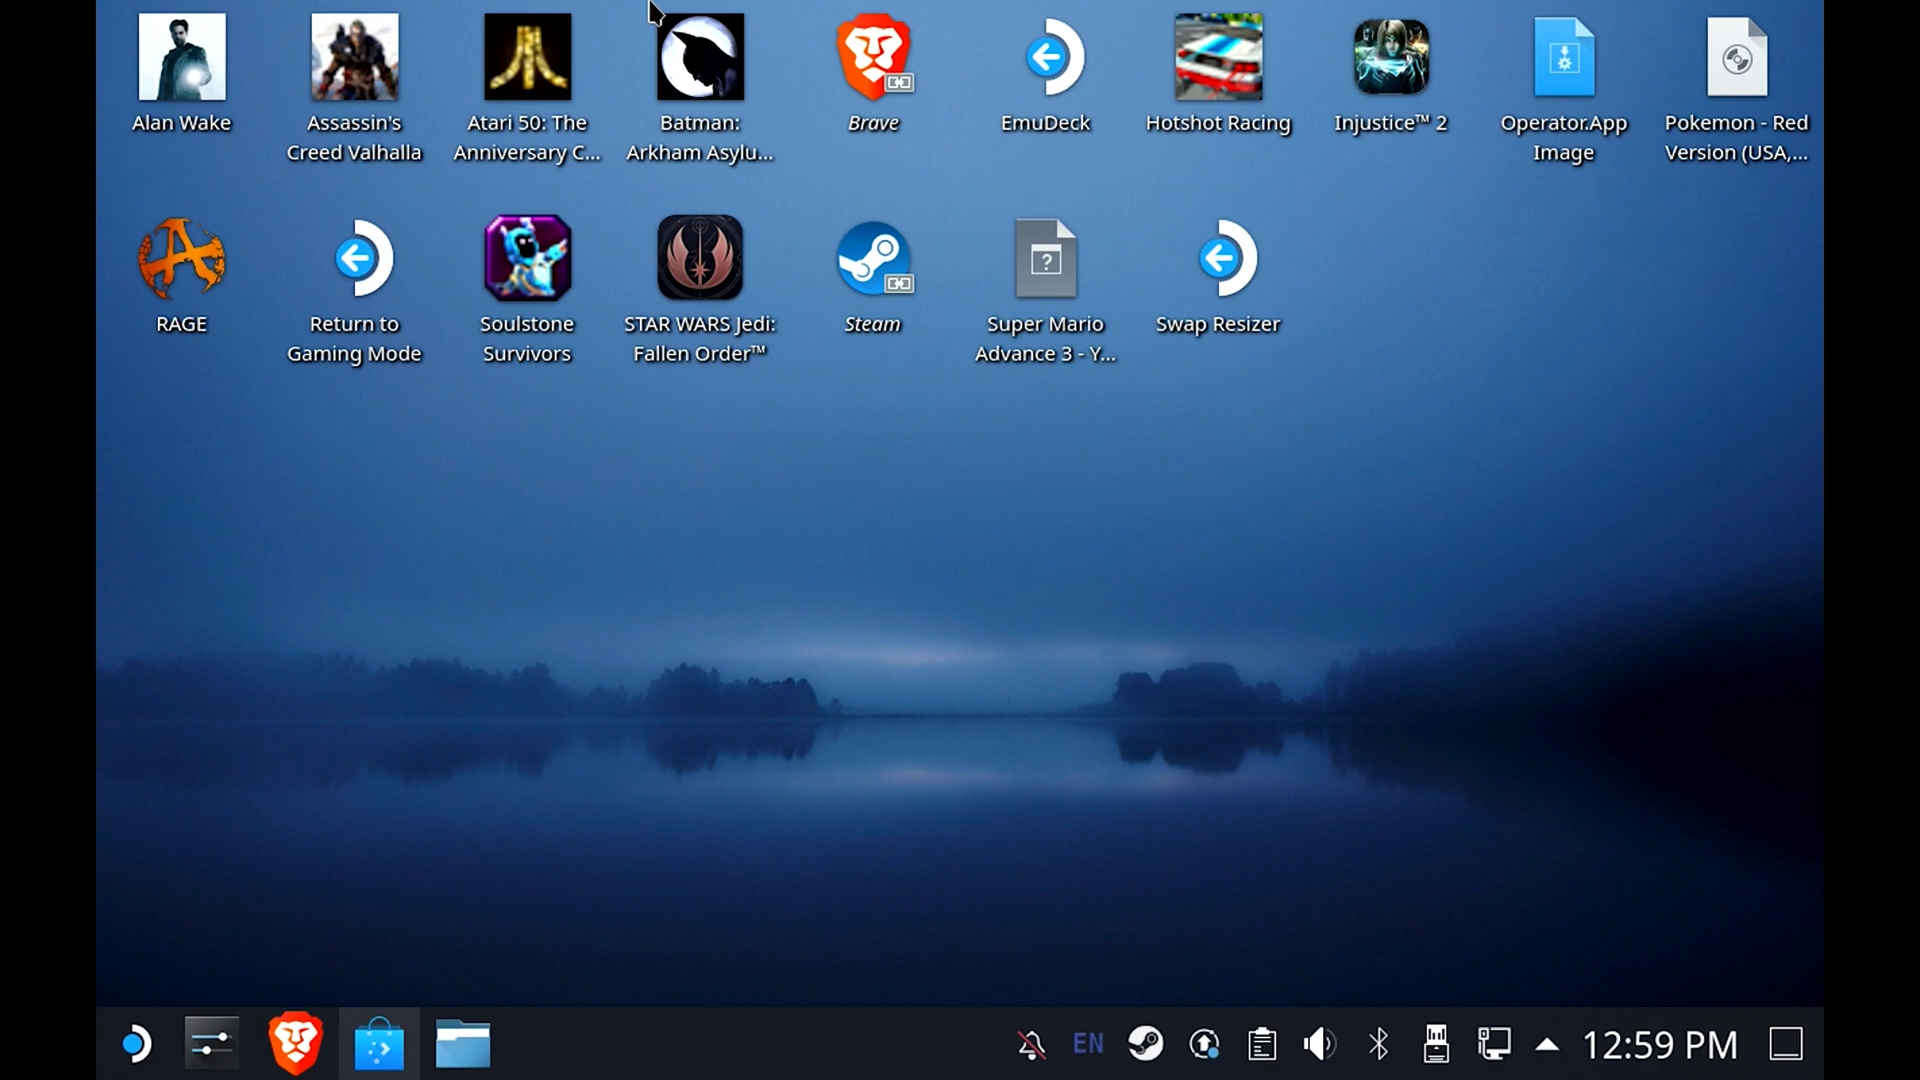 Alan Wake
Assassin's
Creed Valhalla
Atari 50: The
Anniversary C...
Batman:
Arkham Asylu...
Brave
EmuDeck
Hotshot Racing
Injustice™ 2
Operator.App
Image
Pokemon - Red
Version (USA,...
RAGE
Return to
Gaming Mode
Soulstone
Survivors
STAR WARS Jedi:
Fallen Order™
Steam
Super Mario
Advance 3 - Y...
Swap Resizer
EN
12:59 PM